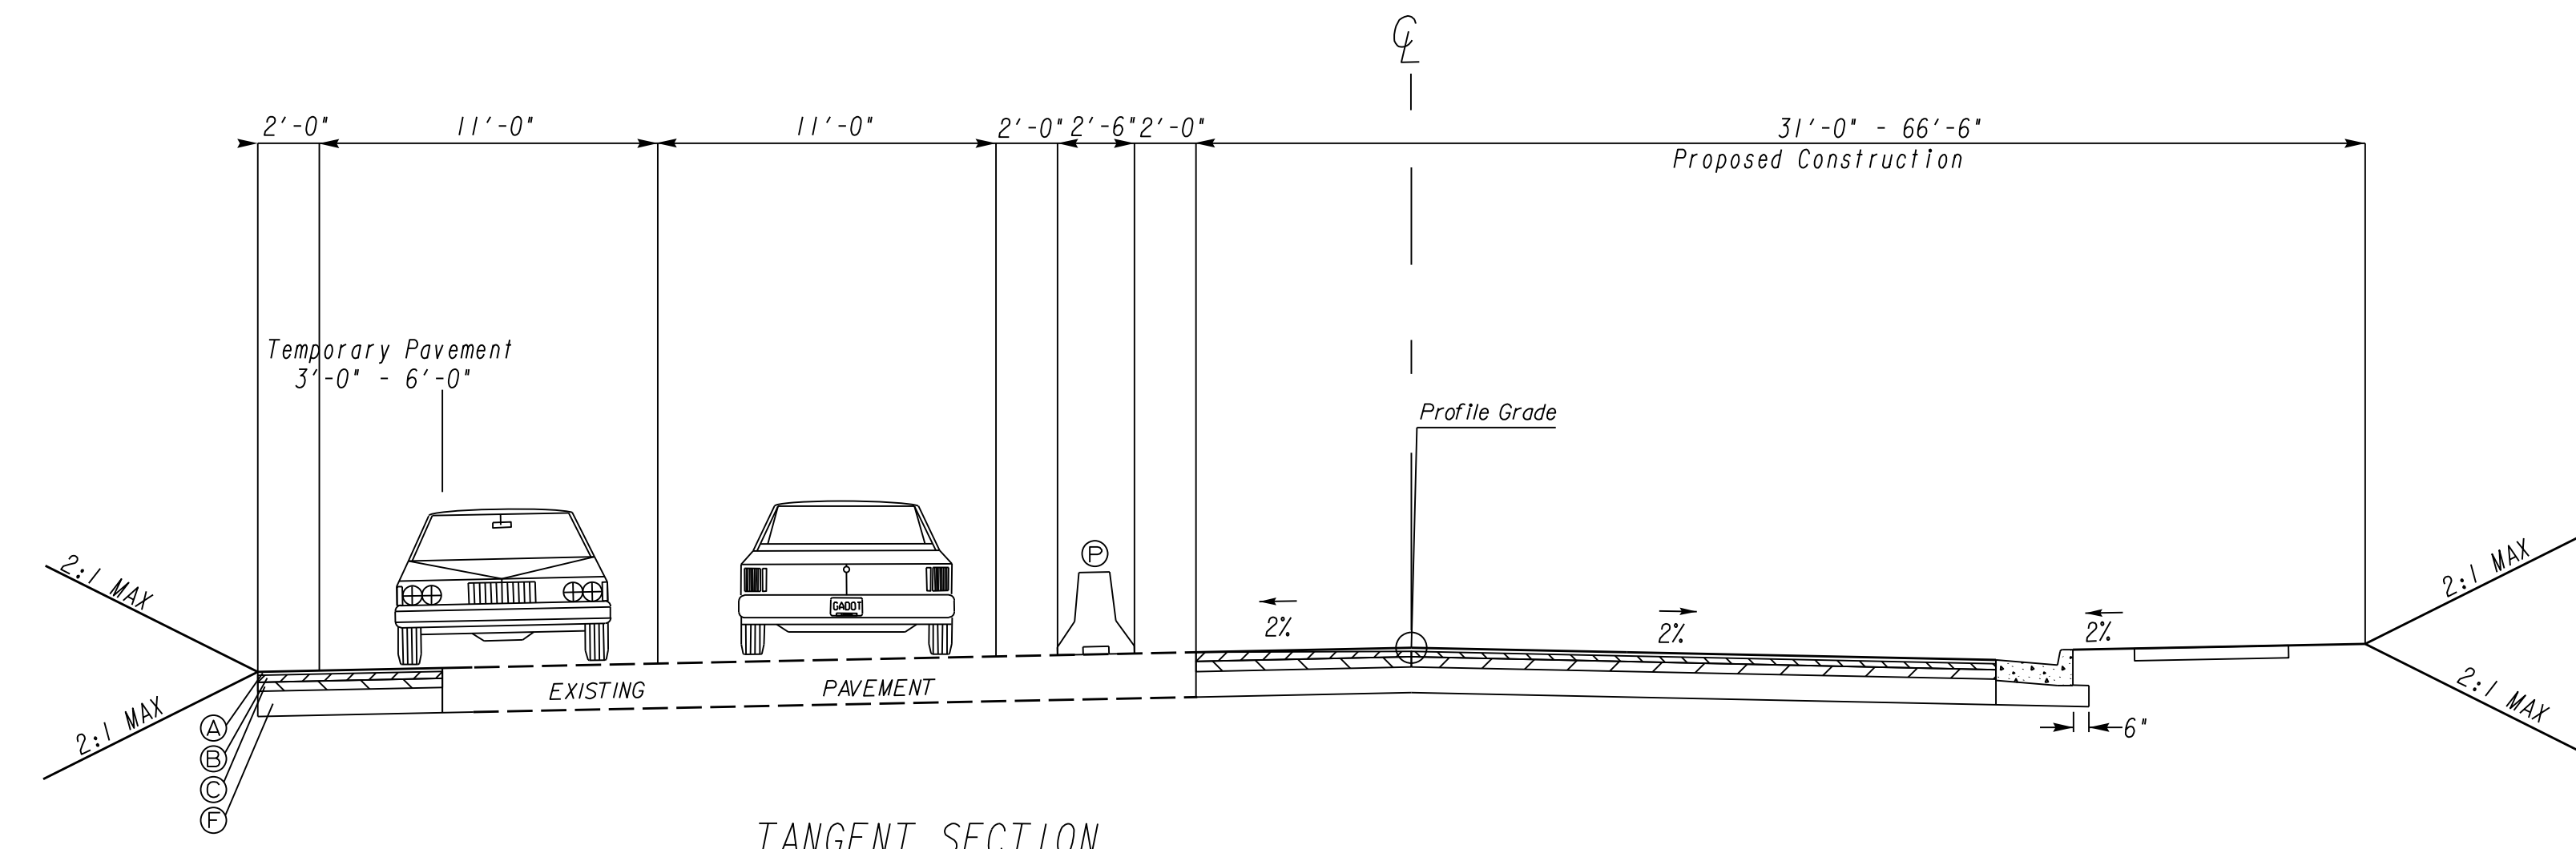 CL
2'-0" 11'-0" 11'-0" 2'-0" 2'-6" 2'-0" 31'-0" - 66'-6"
Proposed Construction
Temporary Pavement
3'-0" - 6'-0"
Profile Grade
2:1 MAX
2:1 MAX
P
GADOT
2%
2%
2%
2:1 MAX
2:1 MAX
EXISTING PAVEMENT
A
B
C
F
6"
TANGENT SECTION